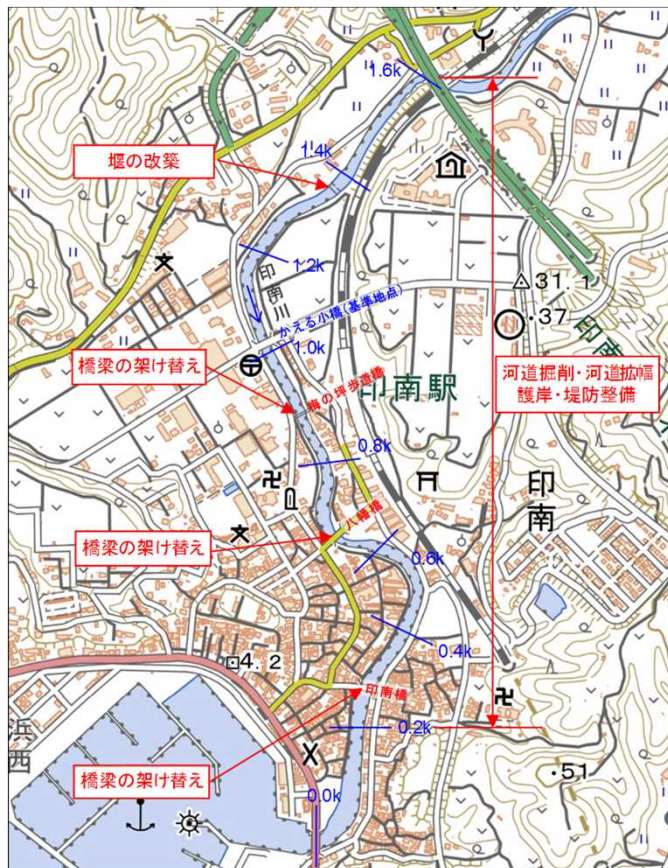 1.6k
堰の改築
1.4k
1.2k
印南川
31.1
かえる小橋(基準地点)
37
1.0k
橋梁の架け替え
梅の坪歩道橋
印南駅
河道掘削・河道拡幅
護岸・堤防整備
0.8k
印南
八幡橋
橋梁の架け替え
0.6k
0.4k
4.2
印南橋
浜西
0.2k
51
橋梁の架け替え
0.0k